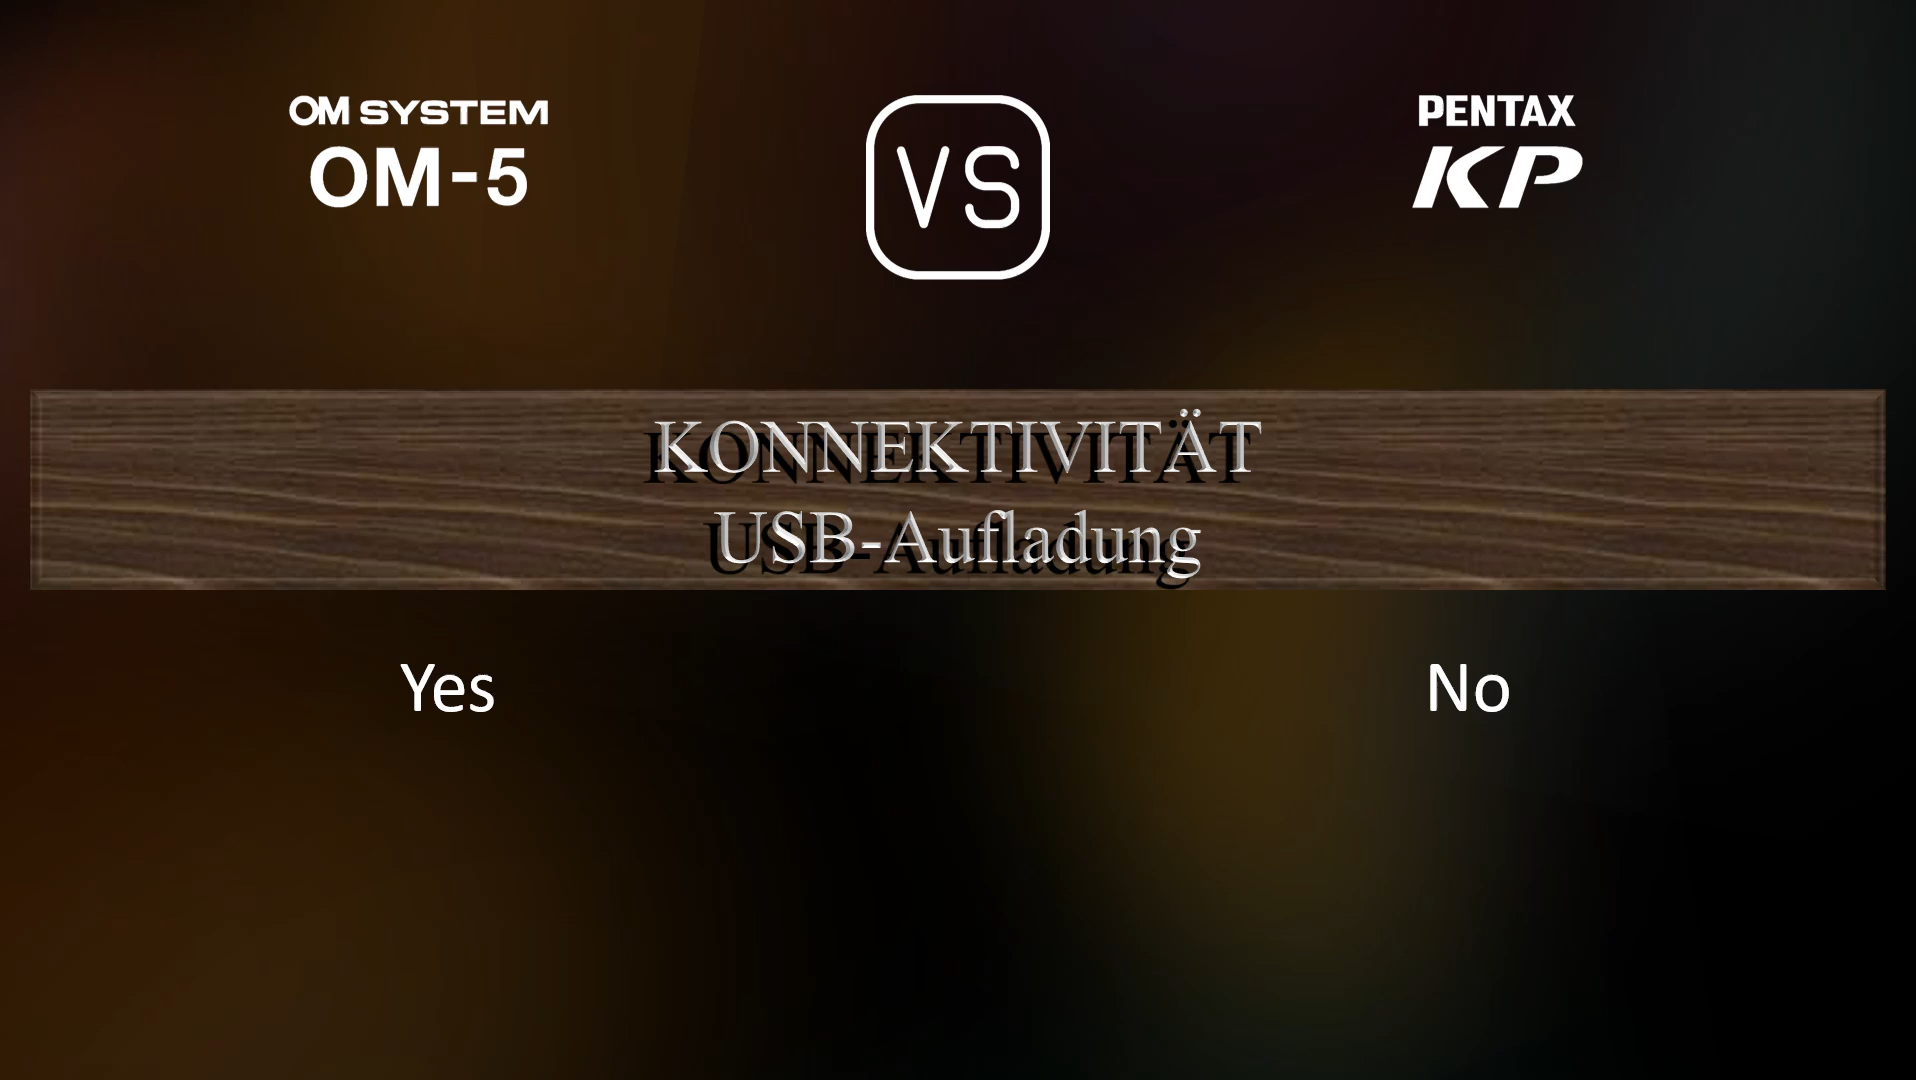 OM SYSTEM
OM-5
VS
PENTAX
KP
KONNEKTIVITÄT
USB-Aufladung
Yes
No